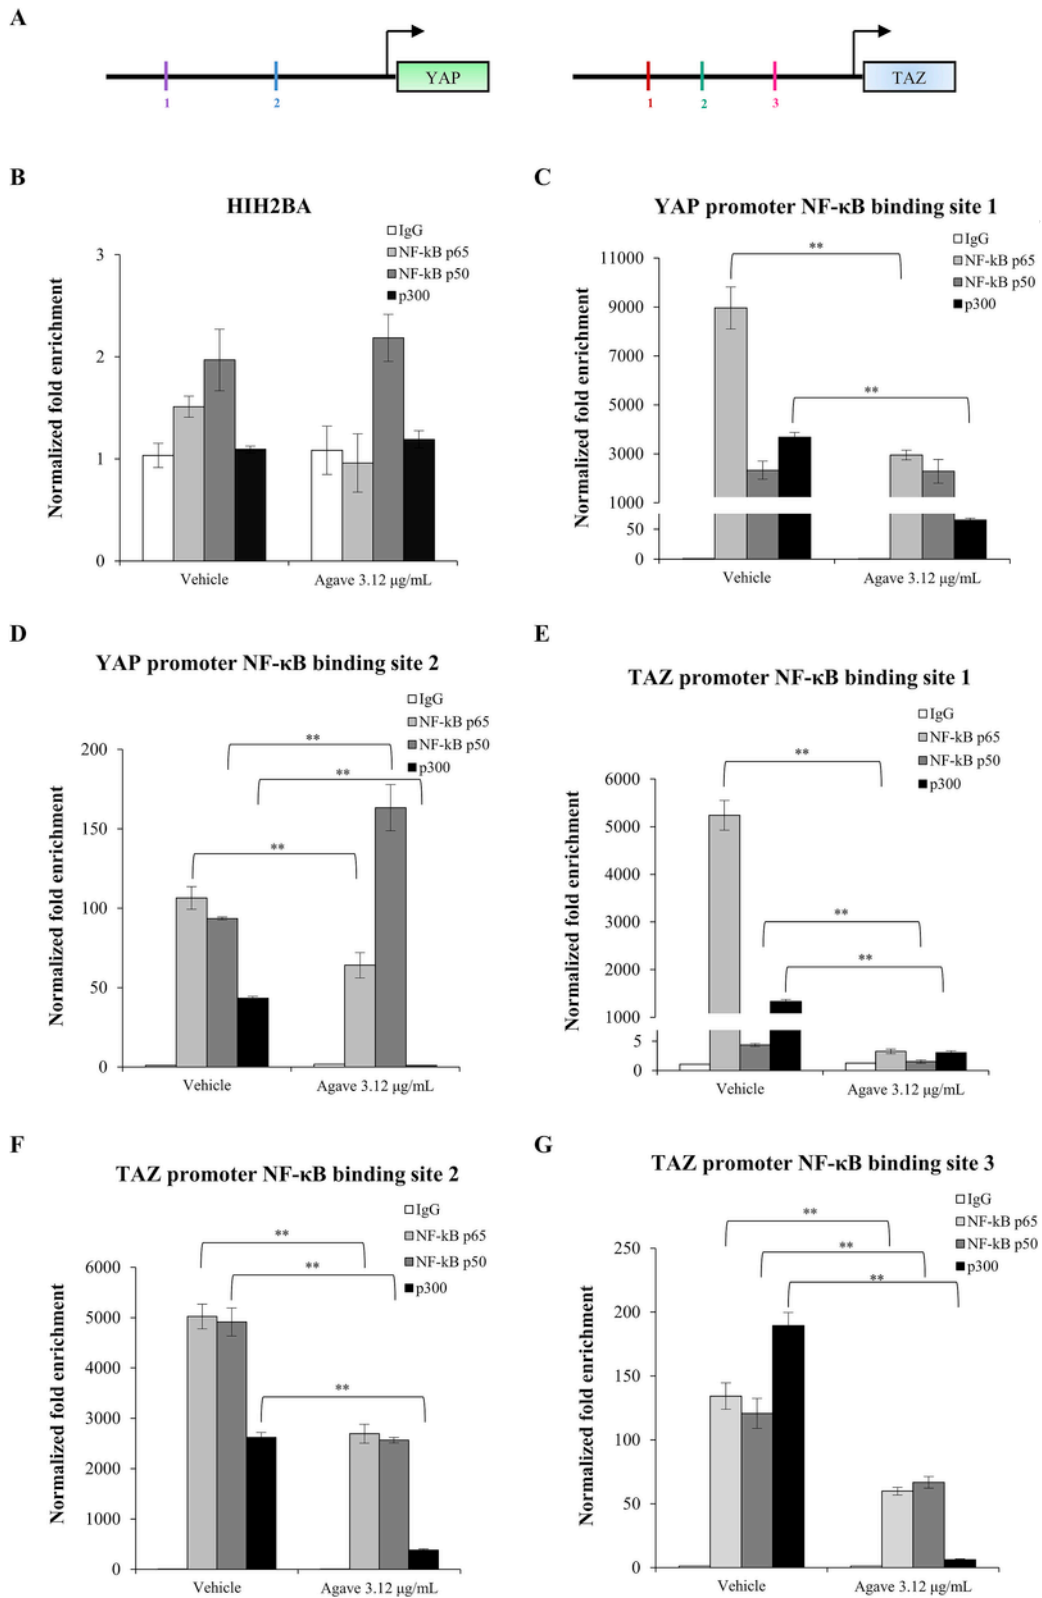 A
YAP
TAZ
1
2
1
2
3
B
HIH2BA
IgG
NF-kB p65
NF-kB p50
p300
Normalized fold enrichment
3
2
1
0
Vehicle
Agave 3.12 µg/mL
C
YAP promoter NF-κB binding site 1
IgG
NF-kB p65
NF-kB p50
p300
**
**
Normalized fold enrichment
11000
9000
7000
5000
3000
1000
50
0
Vehicle
Agave 3.12 µg/mL
D
YAP promoter NF-κB binding site 2
IgG
NF-kB p65
NF-kB p50
p300
**
**
**
Normalized fold enrichment
200
150
100
50
0
Vehicle
Agave 3.12 µg/mL
E
TAZ promoter NF-κB binding site 1
IgG
NF-kB p65
NF-kB p50
p300
**
**
**
Normalized fold enrichment
6000
5000
4000
3000
2000
1000
5
0
Vehicle
Agave 3.12 µg/mL
F
TAZ promoter NF-κB binding site 2
IgG
NF-kB p65
NF-kB p50
p300
**
**
**
Normalized fold enrichment
6000
5000
4000
3000
2000
1000
0
Vehicle
Agave 3.12 µg/mL
G
TAZ promoter NF-κB binding site 3
IgG
NF-kB p65
NF-kB p50
p300
**
**
**
Normalized fold enrichment
250
200
150
100
50
0
Vehicle
Agave 3.12 µg/mL